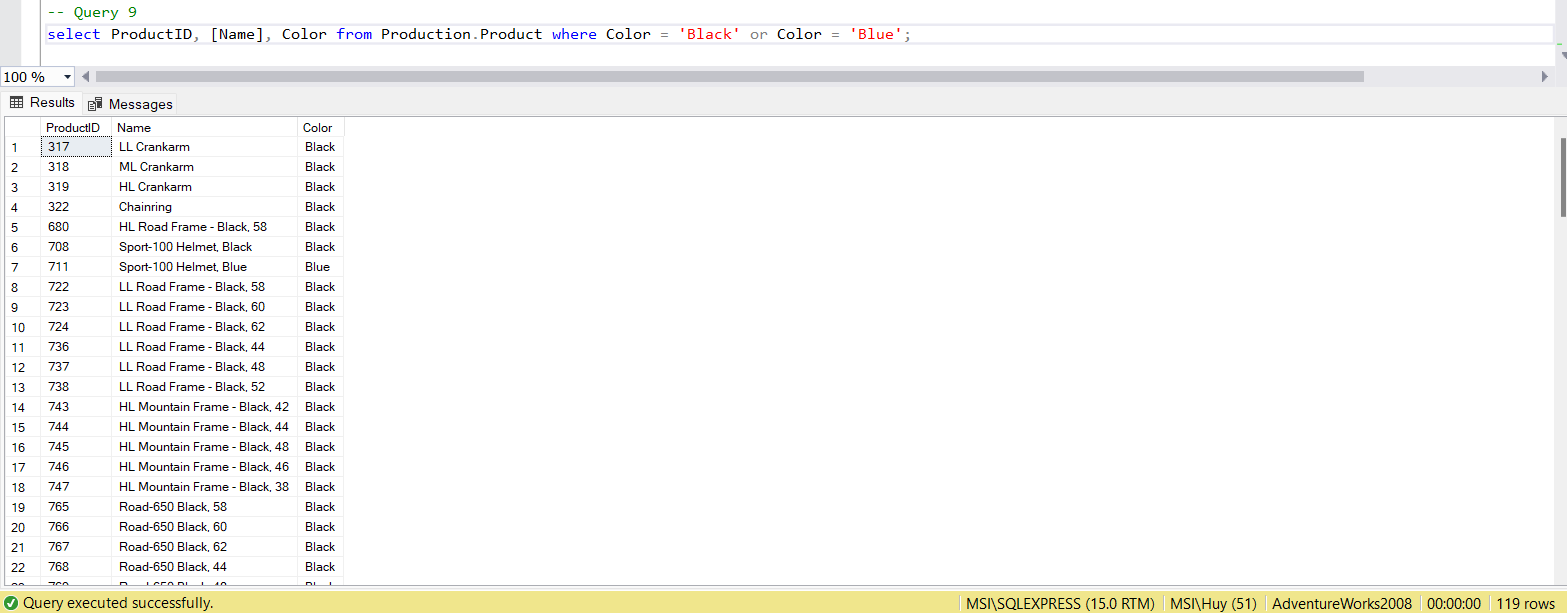 -- Query 9
select ProductID, [Name], Color from Production.Product where Color = 'Black' or Color = 'Blue';
100 %
Results Messages
ProductID Name Color
1 317 LL Crankarm Black
2 318 ML Crankarm Black
3 319 HL Crankarm Black
4 322 Chainring Black
5 680 HL Road Frame - Black, 58 Black
6 708 Sport-100 Helmet, Black Black
7 711 Sport-100 Helmet, Blue Blue
8 722 LL Road Frame - Black, 58 Black
9 723 LL Road Frame - Black, 60 Black
10 724 LL Road Frame - Black, 62 Black
11 736 LL Road Frame - Black, 44 Black
12 737 LL Road Frame - Black, 48 Black
13 738 LL Road Frame - Black, 52 Black
14 743 HL Mountain Frame - Black, 42 Black
15 744 HL Mountain Frame - Black, 44 Black
16 745 HL Mountain Frame - Black, 48 Black
17 746 HL Mountain Frame - Black, 46 Black
18 747 HL Mountain Frame - Black, 38 Black
19 765 Road-650 Black, 58 Black
20 766 Road-650 Black, 60 Black
21 767 Road-650 Black, 62 Black
22 768 Road-650 Black, 44 Black
Query executed successfully. MSI\SQLEXPRESS (15.0 RTM) MSI\Huy (51) AdventureWorks2008 00:00:00 119 rows